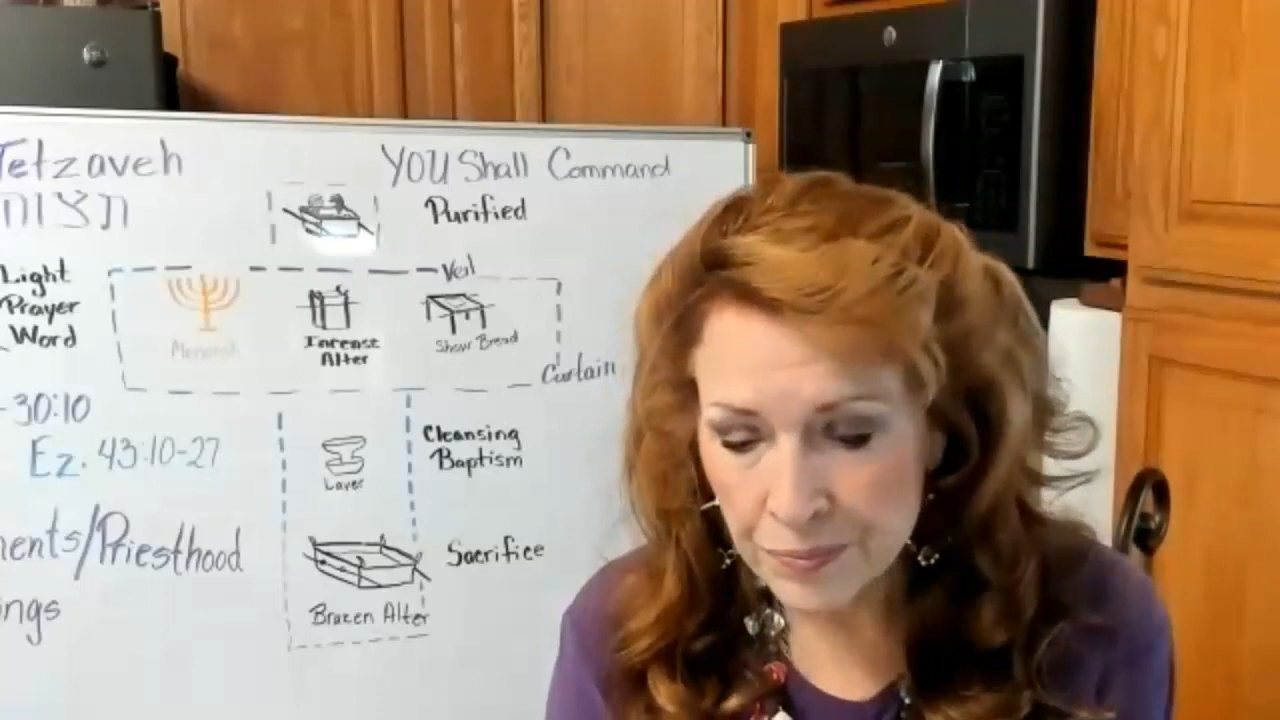 Tetzaveh YOU Shall Command
תצוה Purified
Light
Prayer
Word
Veil
Menorah
Incense
Alter
Show Bread
Curtain
-30:10
Ez. 43:10-27
Cleansing
Baptism
Laver
ents/Priesthood
Sacrifice
ings
Brazen Alter